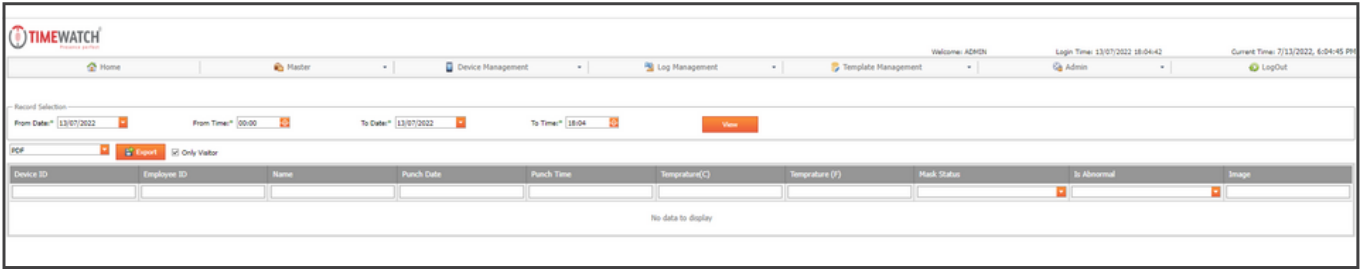 TIMEWATCH
Presence perfect
Welcome: ADMIN Login Time: 13/07/2022 18:04:42 Current Time: 7/13/2022, 6:04:45 PM
Home Master Device Management Log Management Template Management Admin LogOut
Record Selection
From Date:* 13/07/2022 From Time:* 00:00 To Date:* 13/07/2022 To Time:* 18:04 View
PDF Export Only Visitor
Device ID Employee ID Name Punch Date Punch Time Temprature(C) Temprature (F) Mask Status Is Abnormal Image
No data to display